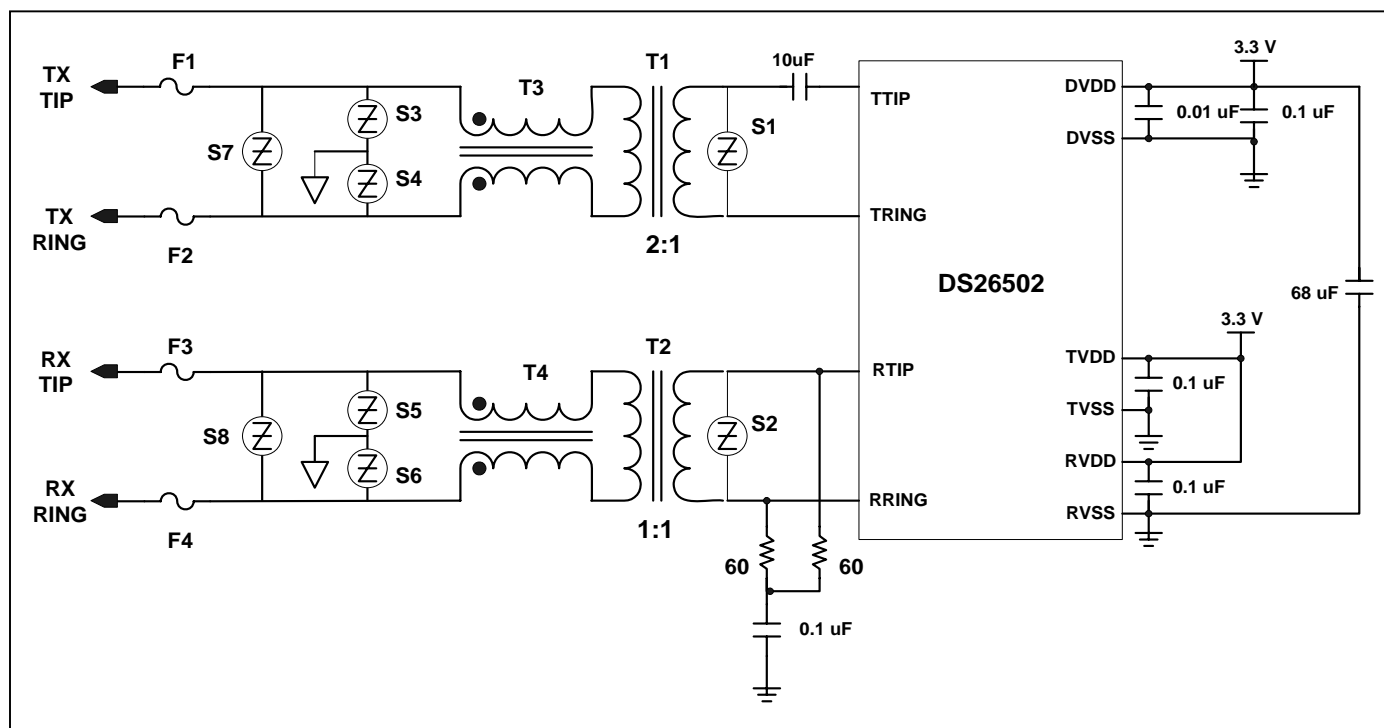 TX
TIP
F1
S7
S3
S4
T3
T1
2:1
S1
10uF
TX
RING
F2
RX
TIP
F3
S8
S5
S6
T4
T2
1:1
S2
RX
RING
F4
60
60
0.1 uF
TTIP
TRING
RTIP
RRING
DS26502
DVDD
DVSS
TVDD
TVSS
RVDD
RVSS
3.3 V
0.01 uF
0.1 uF
68 uF
3.3 V
0.1 uF
0.1 uF